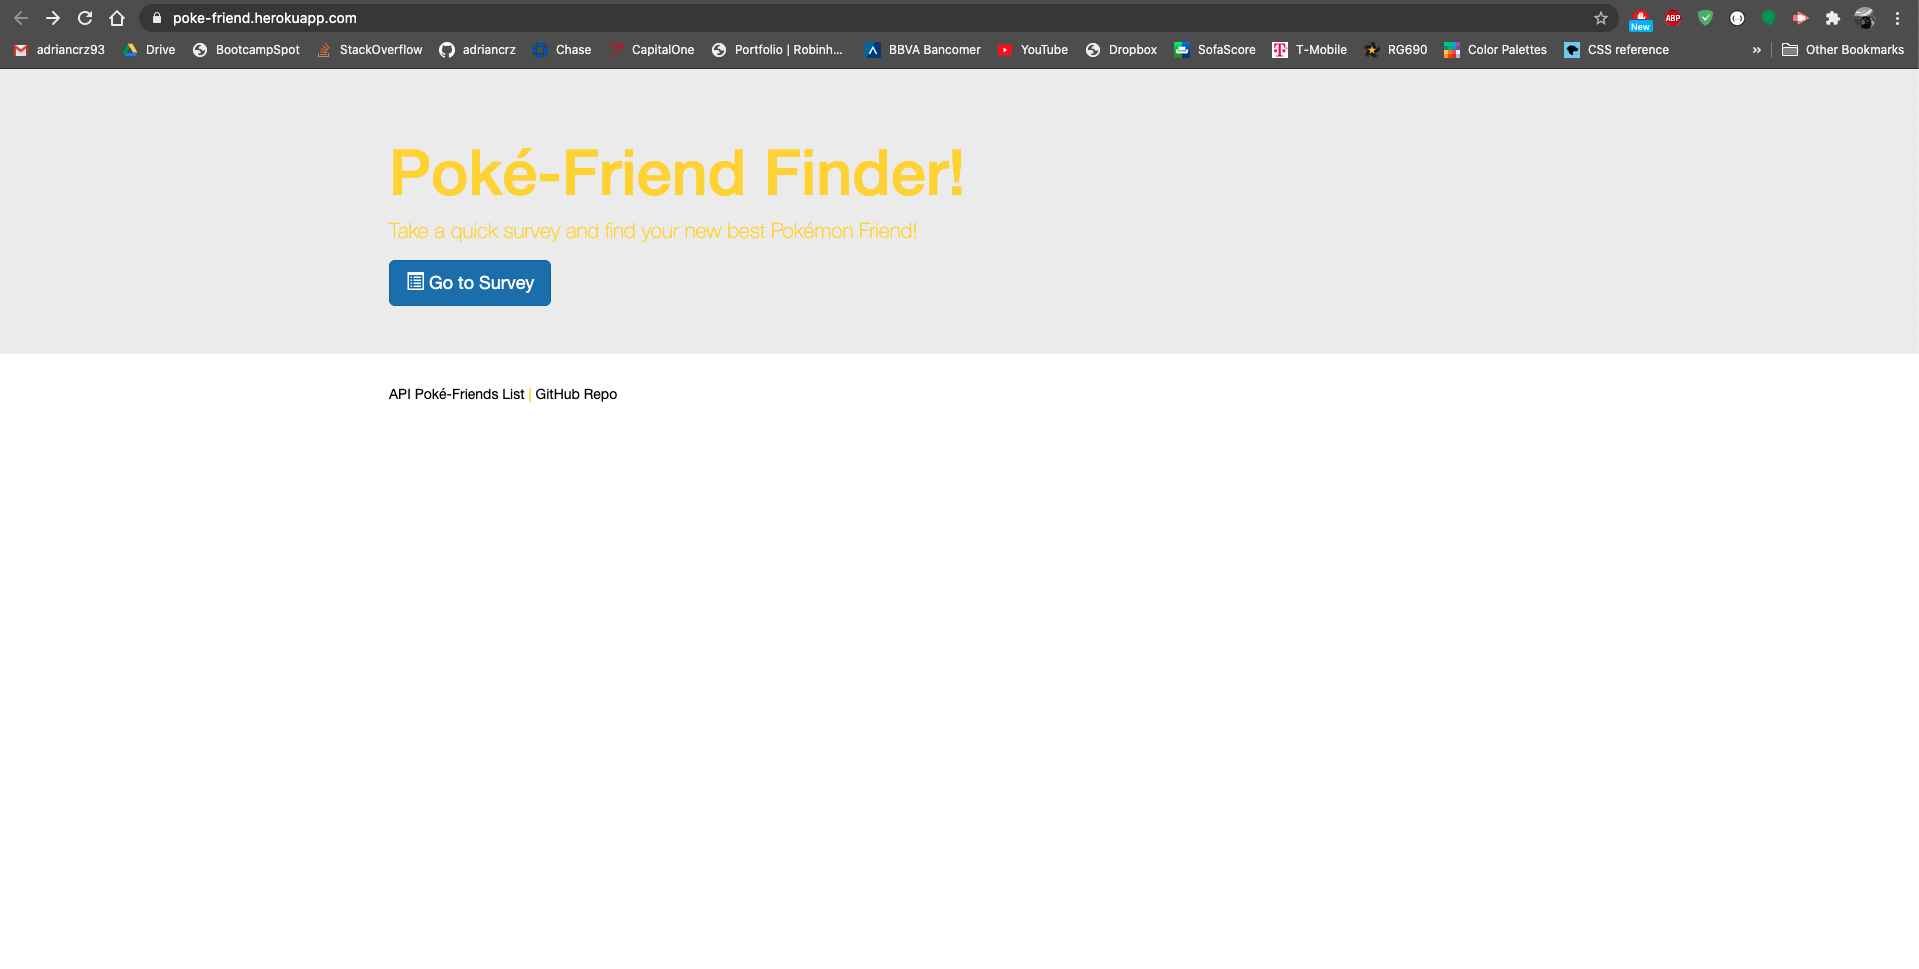 poke-friend.herokuapp.com
New
ABP
adriancrz93 Drive BootcampSpot StackOverflow adriancrz Chase CapitalOne Portfolio | Robinh... BBVA Bancomer YouTube Dropbox SofaScore T-Mobile RG690 Color Palettes CSS reference » Other Bookmarks
Poké-Friend Finder!
Take a quick survey and find your new best Pokémon Friend!
Go to Survey
API Poké-Friends List | GitHub Repo